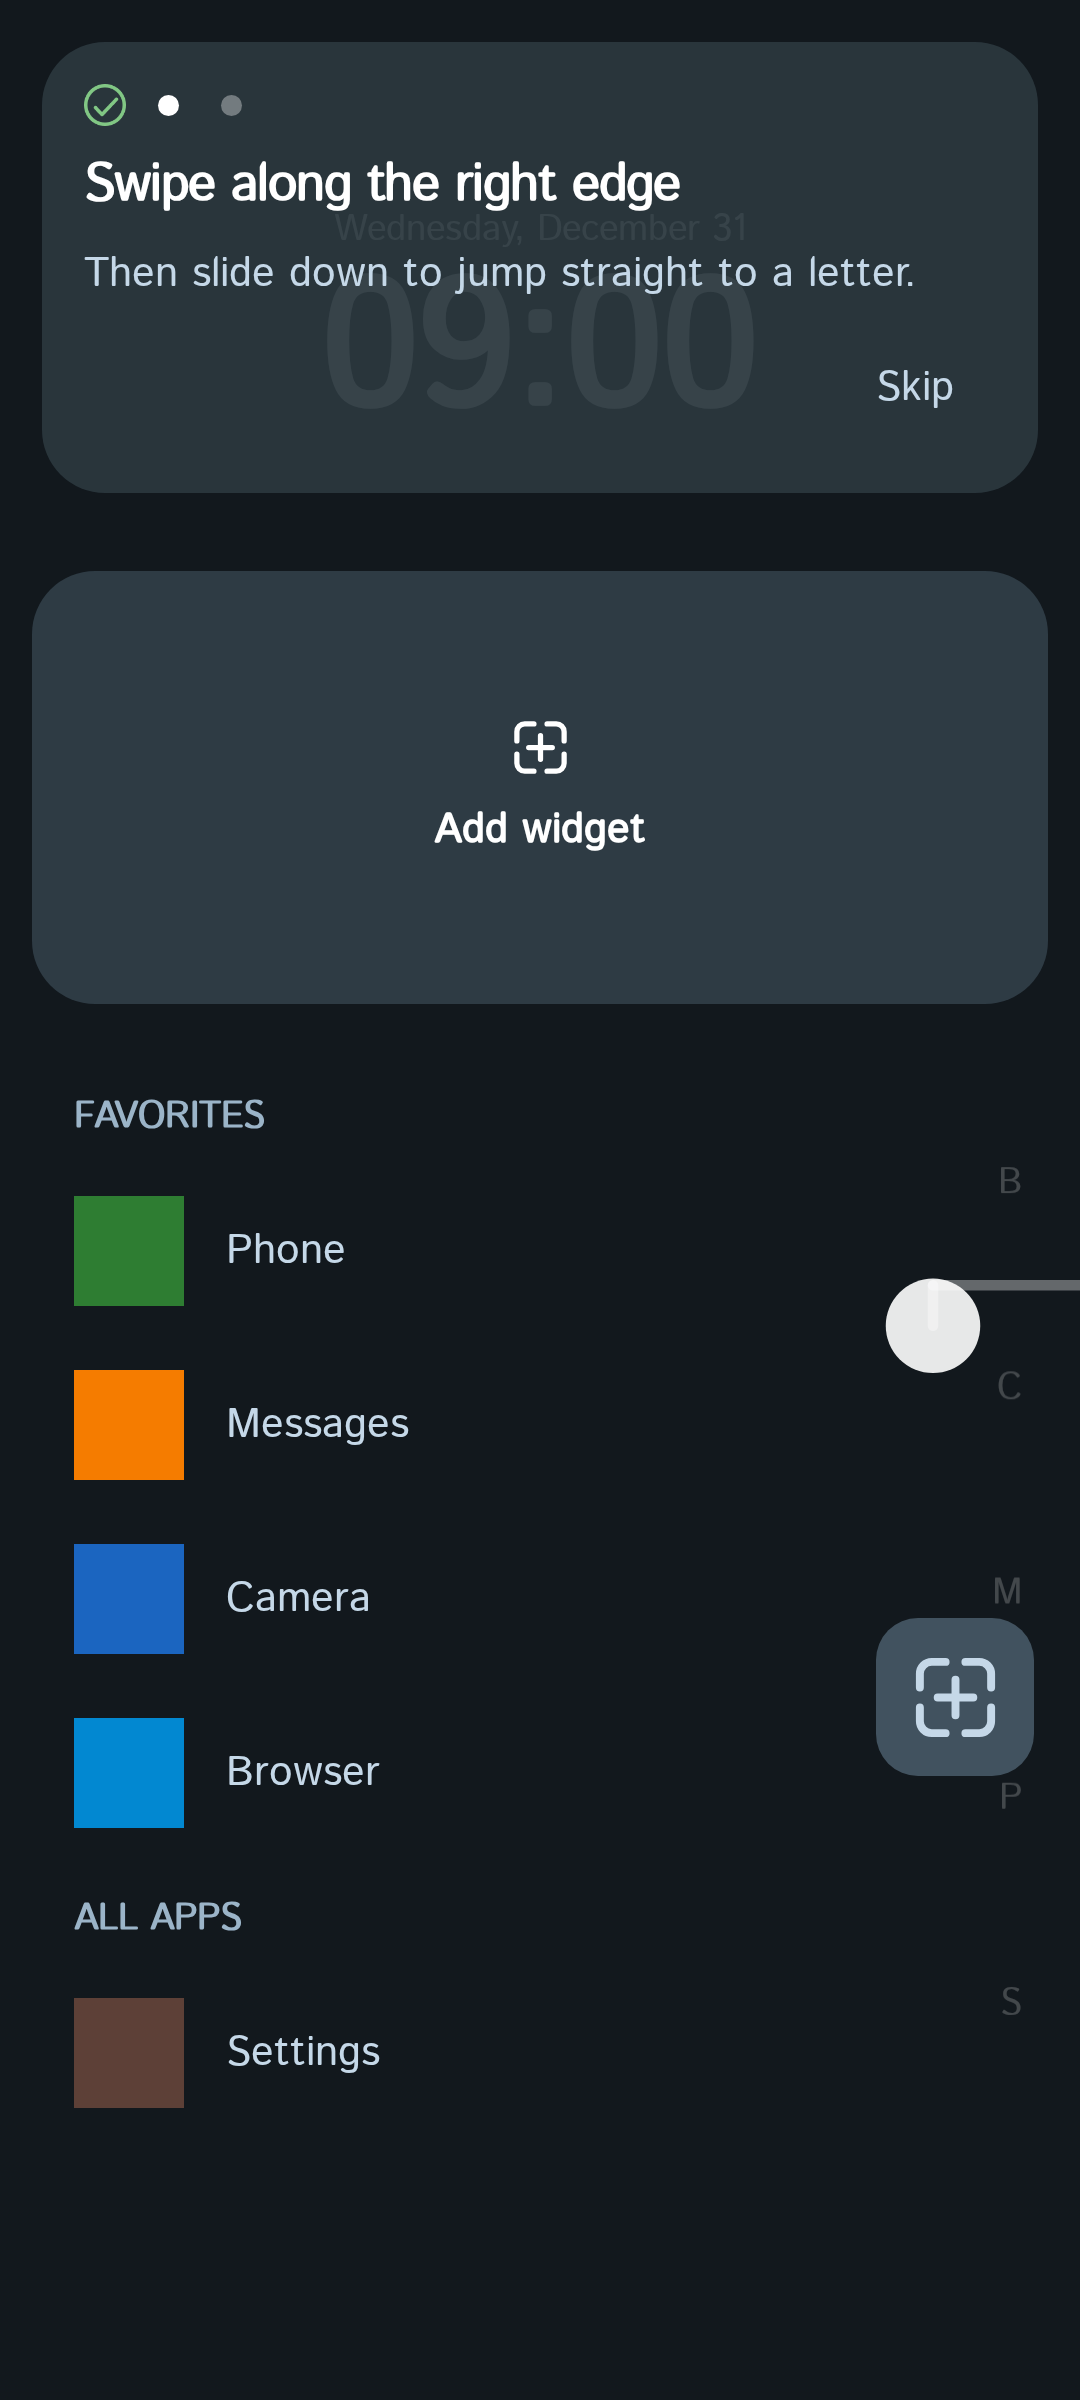 Swipe along the right edge
Wednesday, December 31
Then slide down to jump straight to a letter.
09:00
Skip
Add widget
FAVORITES
B
Phone
C
Messages
M
Camera
Browser
P
ALL APPS
S
Settings